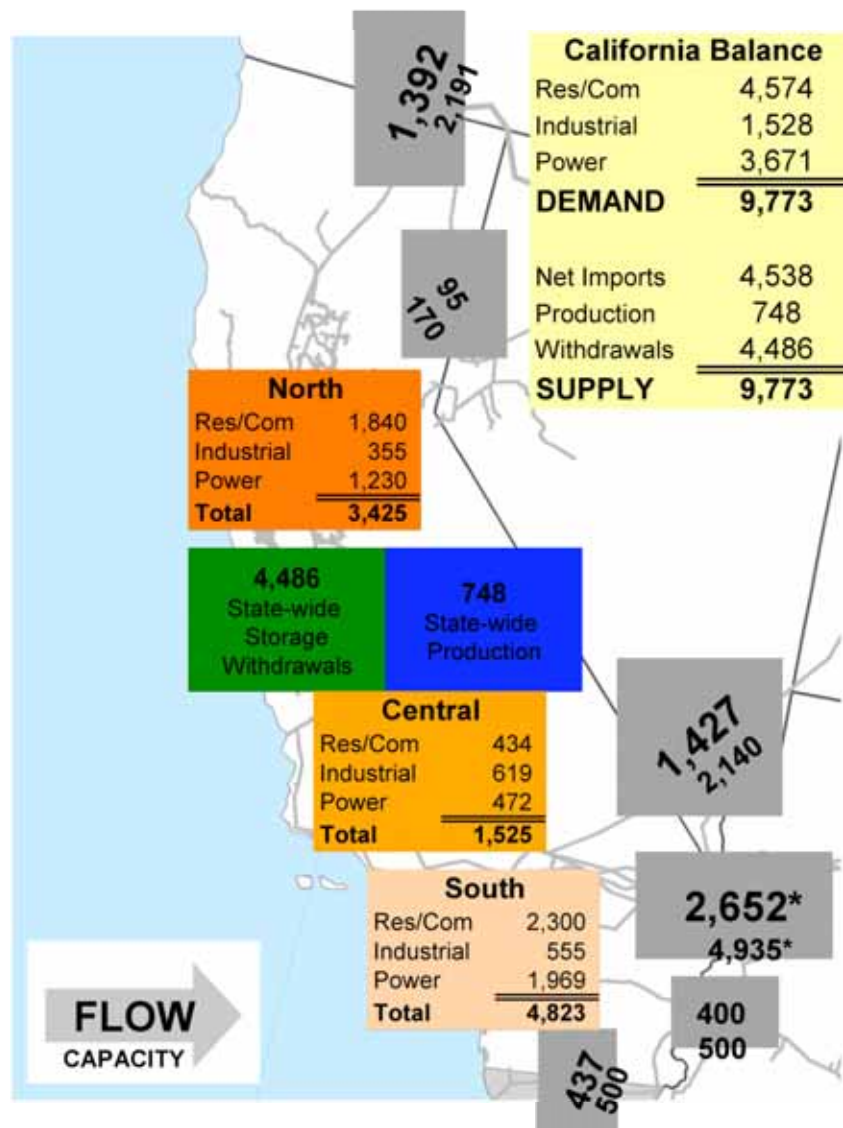 1,392
2,191
California Balance
Res/Com 4,574
Industrial 1,528
Power 3,671
DEMAND 9,773
Net Imports 4,538
Production 748
Withdrawals 4,486
SUPPLY 9,773
95
170
North
Res/Com 1,840
Industrial 355
Power 1,230
Total 3,425
4,486
State-wide
Storage
Withdrawals
748
State-wide
Production
Central
Res/Com 434
Industrial 619
Power 472
Total 1,525
1,427
2,140
South
Res/Com 2,300
Industrial 555
Power 1,969
Total 4,823
2,652*
4,935*
400
500
437
500
FLOW
CAPACITY